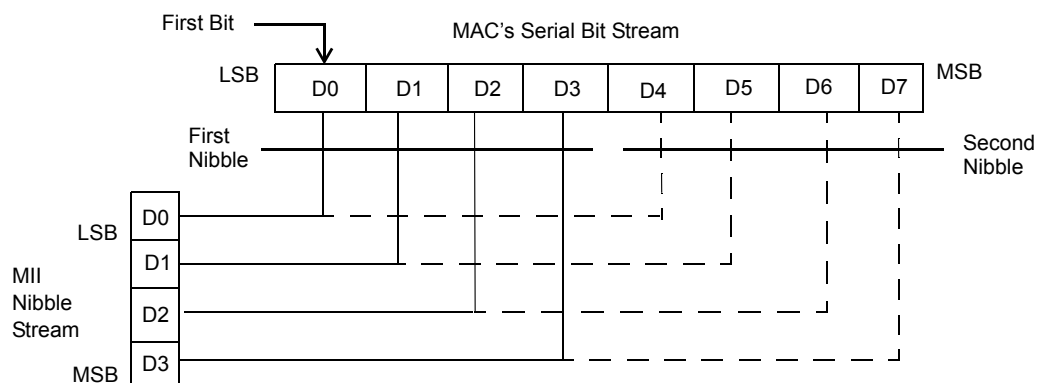 First Bit
MAC's Serial Bit Stream
LSB
D0 D1 D2 D3 D4 D5 D6 D7
MSB
First
Nibble
Second
Nibble
LSB
D0
D1
MII
Nibble
Stream
D2
D3
MSB